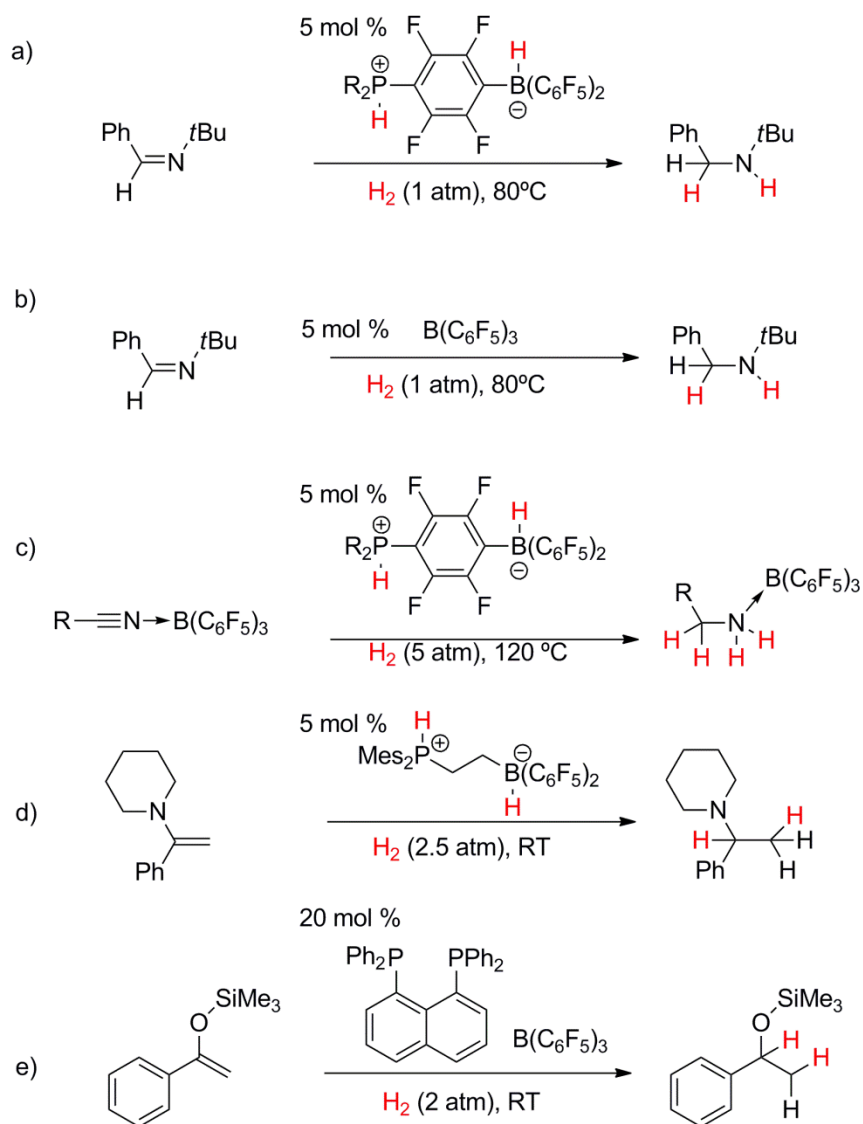 a)
5 mol %
F F
H
⊕
R₂P
B(C₆F₅)₂
⊖
H
F F
Ph
tBu
N
H
H₂ (1 atm), 80ºC
Ph
tBu
H N
H H
b)
Ph
tBu
N
H
5 mol % B(C₆F₅)₃
H₂ (1 atm), 80ºC
Ph
tBu
H N
H H
c)
5 mol %
F F
H
⊕
R₂P
B(C₆F₅)₂
⊖
H
F F
R N B(C₆F₅)₃
H₂ (5 atm), 120 ºC
B(C₆F₅)₃
R
N
H H H H
d)
5 mol %
H
⊕ ⊖
Mes₂P
B(C₆F₅)₂
H
N
Ph
H₂ (2.5 atm), RT
N
H
H H
Ph H
e)
20 mol %
Ph₂P PPh₂
B(C₆F₅)₃
SiMe₃
O
H₂ (2 atm), RT
SiMe₃
O
H H
H